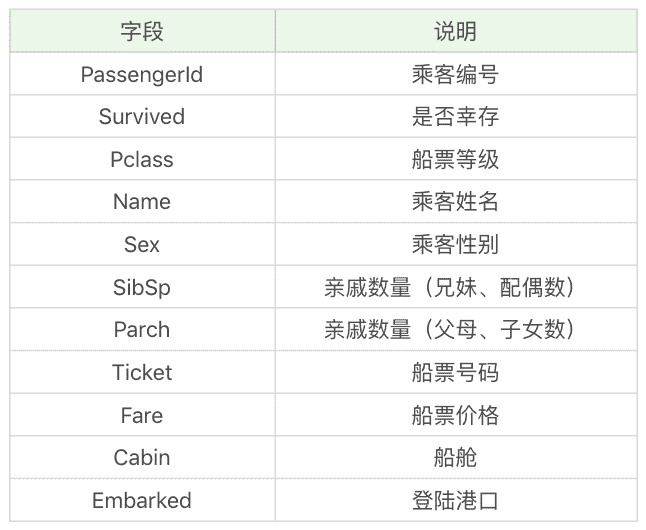 字段 说明
PassengerId 乘客编号
Survived 是否幸存
Pclass 船票等级
Name 乘客姓名
Sex 乘客性别
SibSp 亲戚数量（兄妹、配偶数）
Parch 亲戚数量（父母、子女数）
Ticket 船票号码
Fare 船票价格
Cabin 船舱
Embarked 登陆港口